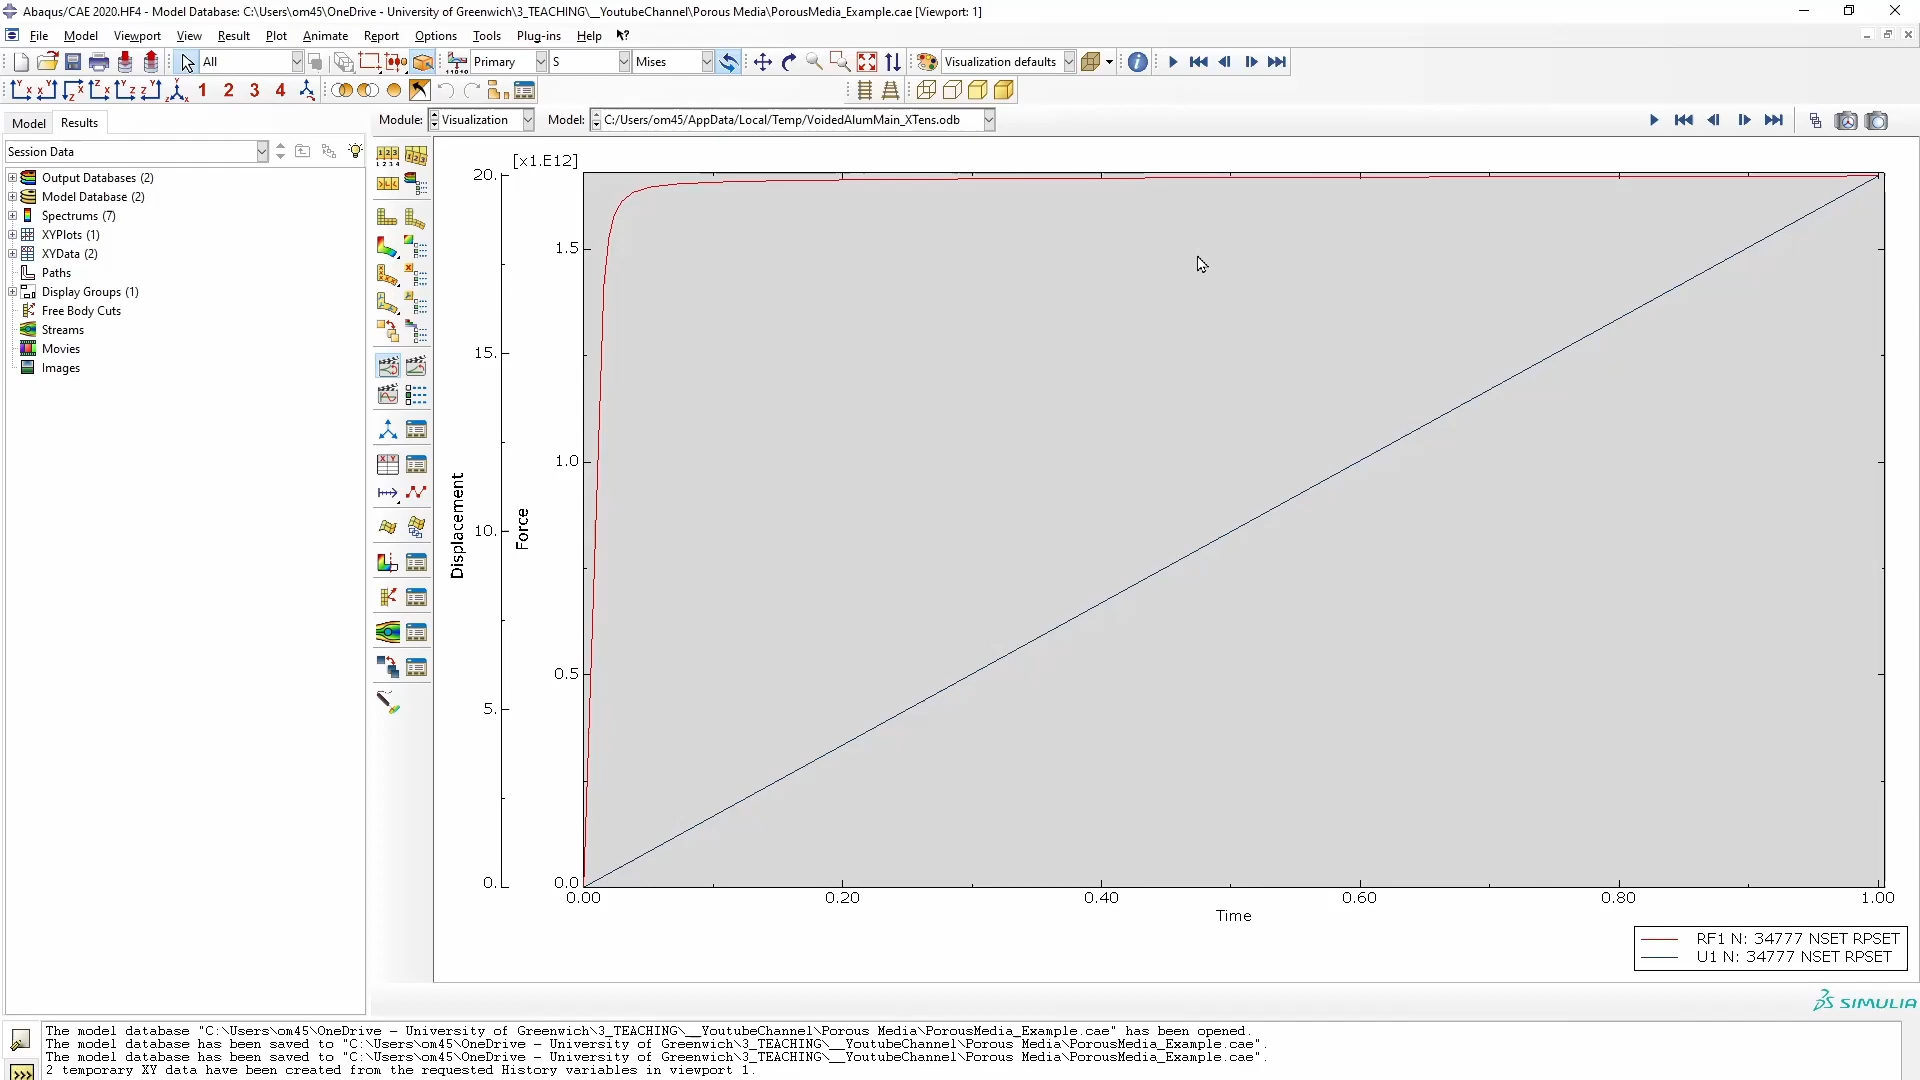 Abaqus/CAE 2020.HF4 - Model Database: C:\Users\om45\OneDrive - University of Greenwich\3_TEACHING\__YoutubeChannel\Porous Media\PorousMedia_Example.cae [Viewport: 1]
File Model Viewport View Result Plot Animate Report Options Tools Plug-ins Help
All Primary S Mises Visualization defaults
1 2 3 4
Model Results Module: Visualization Model: C:/Users/om45/AppData/Local/Temp/VoidedAlumMain_XTens.odb
Session Data
Output Databases (2)
Model Database (2)
Spectrums (7)
XYPlots (1)
XYData (2)
Paths
Display Groups (1)
Free Body Cuts
Streams
Movies
Images
[x1.E12]
20.
15.
10.
5.
0.
Displacement
1.5
1.0
0.5
0.0
Force
0.00 0.20 0.40 0.60 0.80 1.00
Time
RF1 N: 34777 NSET RPSET
U1 N: 34777 NSET RPSET
SIMULIA
The model database "C:\Users\om45\OneDrive - University of Greenwich\3_TEACHING\__YoutubeChannel\Porous Media\PorousMedia_Example.cae" has been opened.
The model database has been saved to "C:\Users\om45\OneDrive - University of Greenwich\3_TEACHING\__YoutubeChannel\Porous Media\PorousMedia_Example.cae".
The model database has been saved to "C:\Users\om45\OneDrive - University of Greenwich\3_TEACHING\__YoutubeChannel\Porous Media\PorousMedia_Example.cae".
2 temporary XY data have been created from the requested History variables in viewport 1.